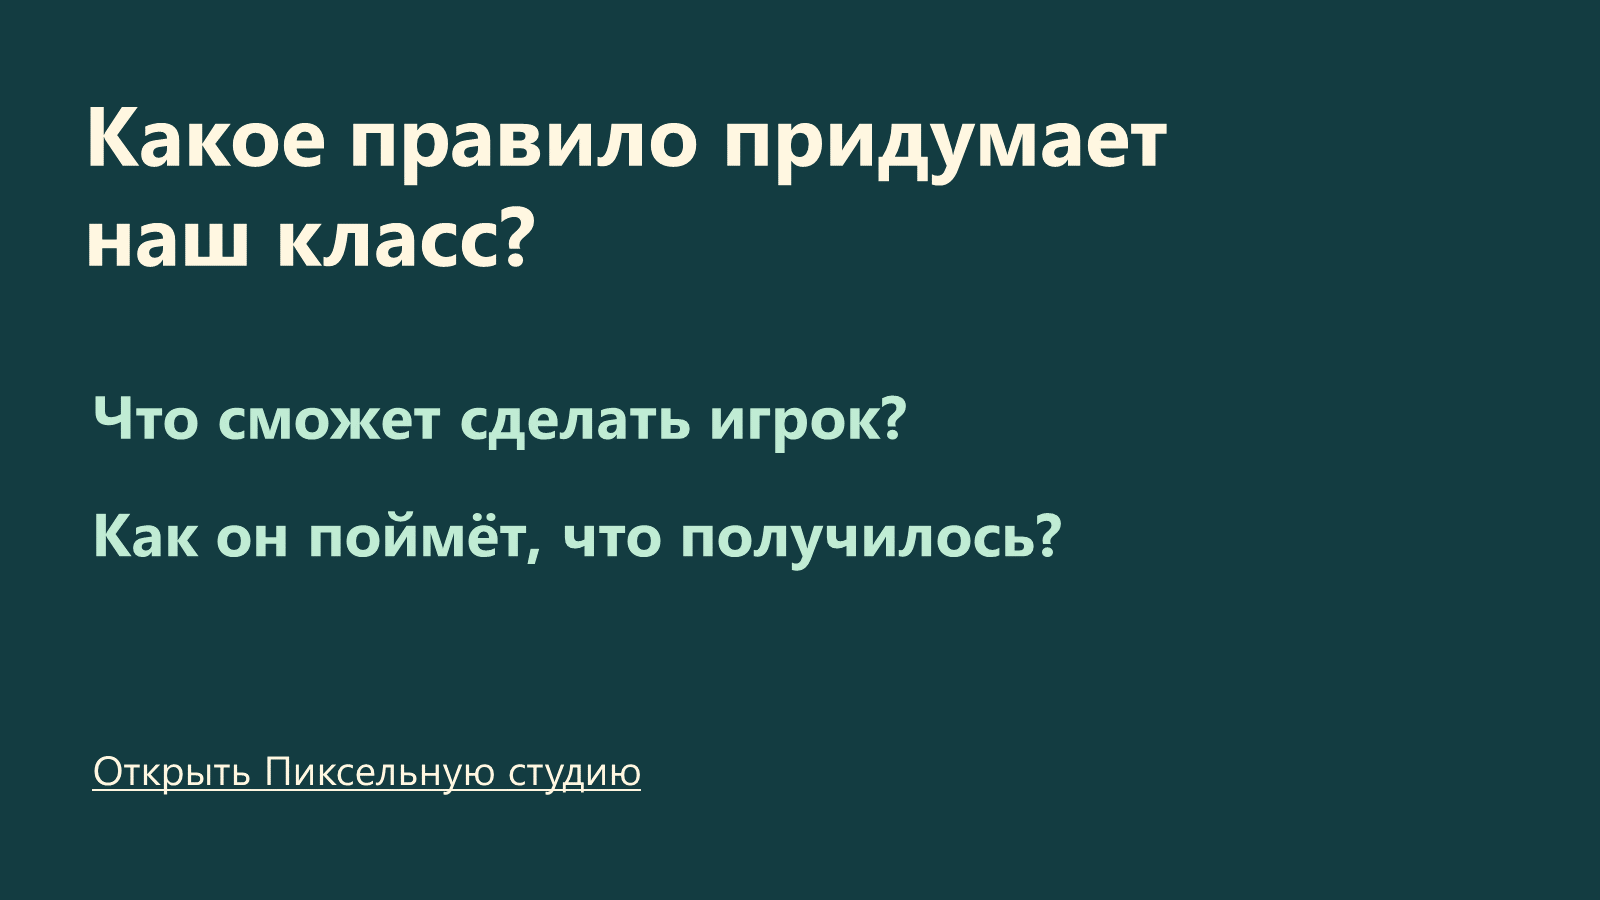 Какое правило придумает
наш класс?
Что сможет сделать игрок?
Как он поймёт, что получилось?
Открыть Пиксельную студию